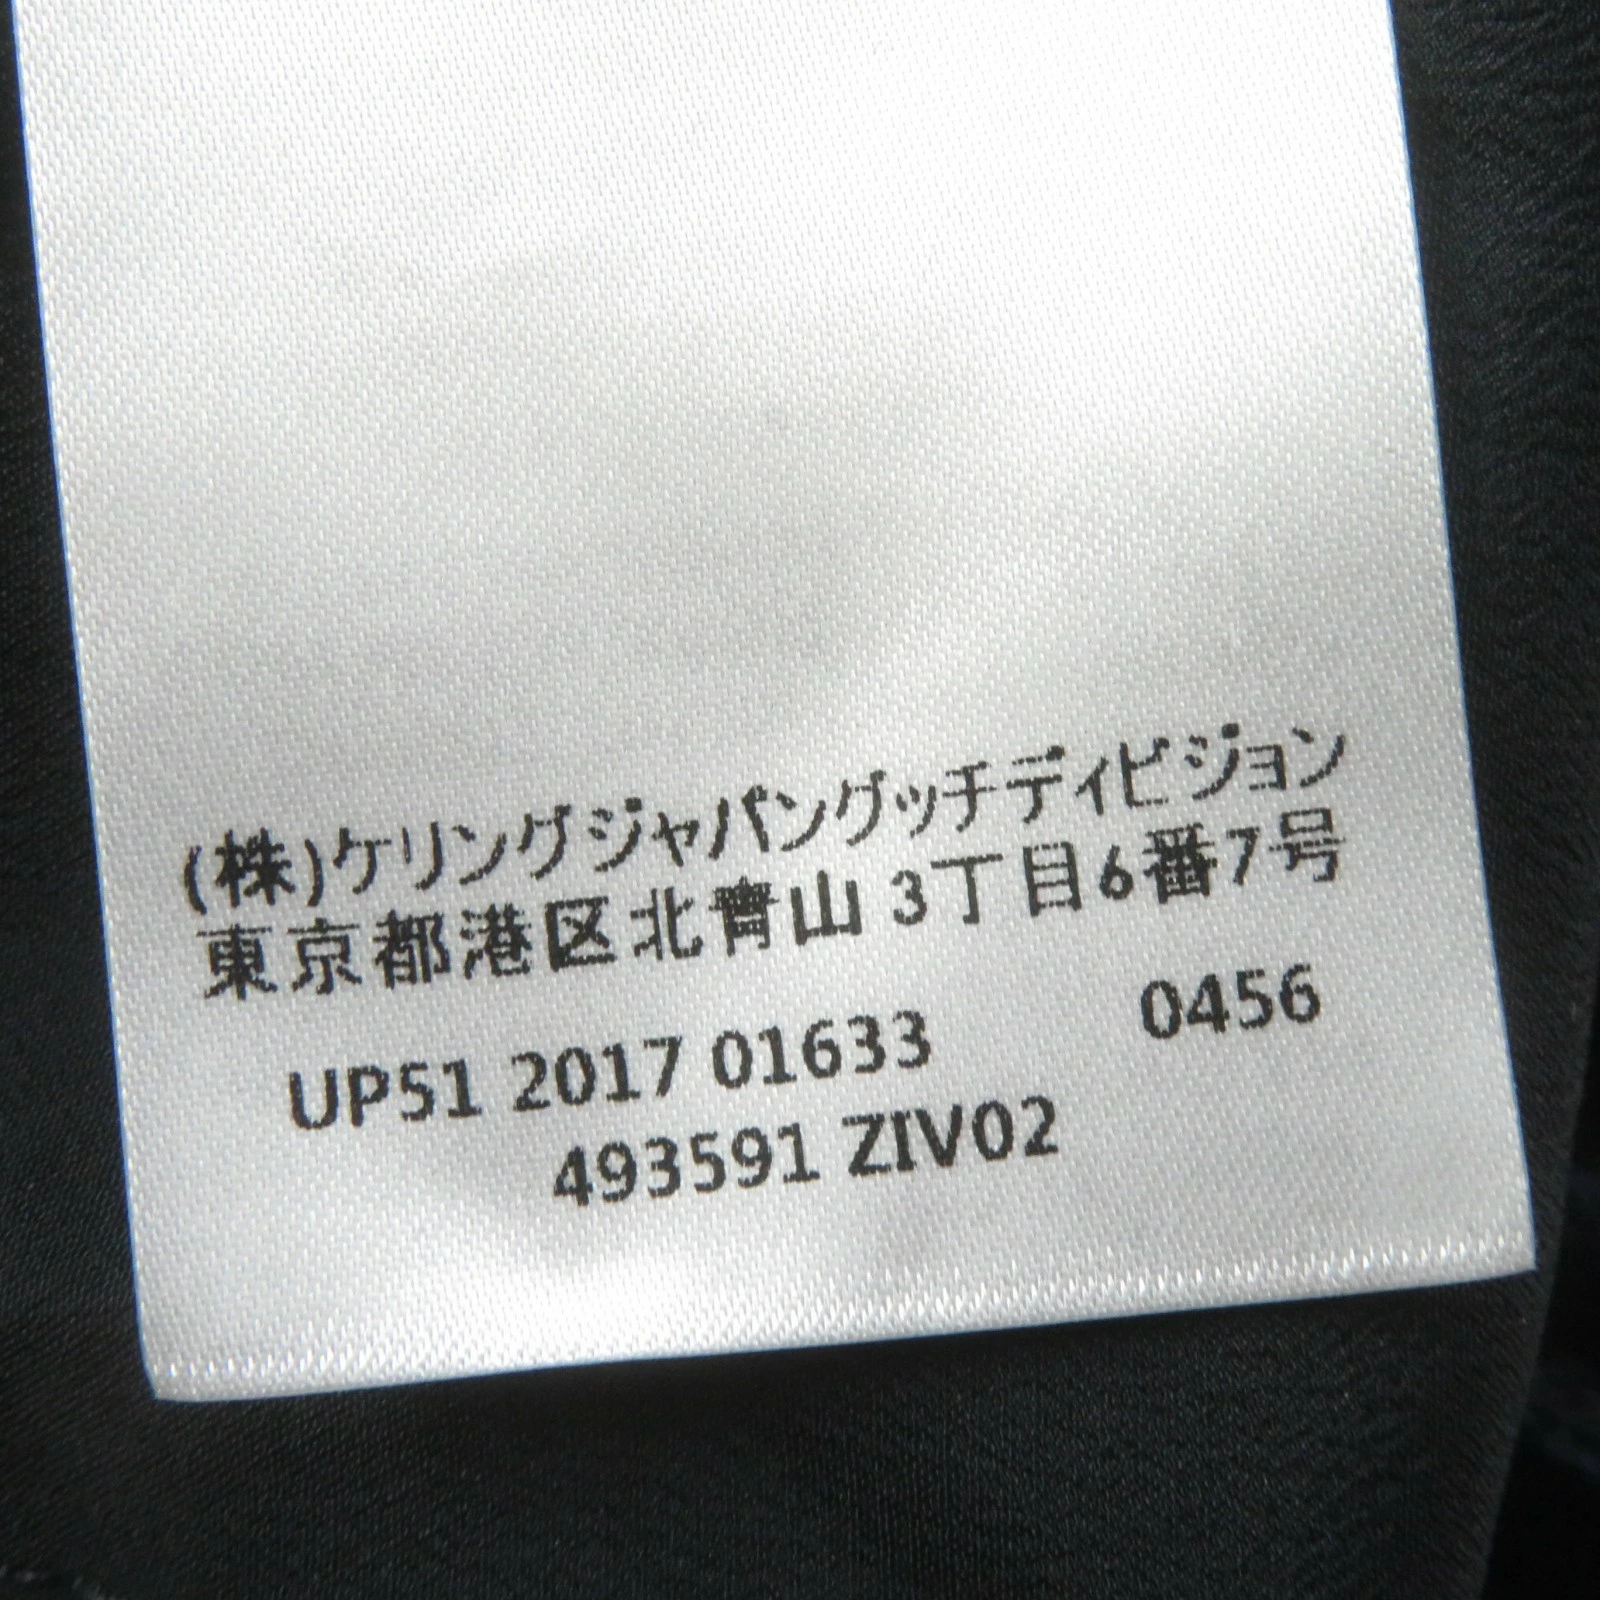 (株)ケリングジャパングッチディビジョン
東京都港区北青山3丁目6番7号
UP51 2017 01633 0456
493591 ZIV02